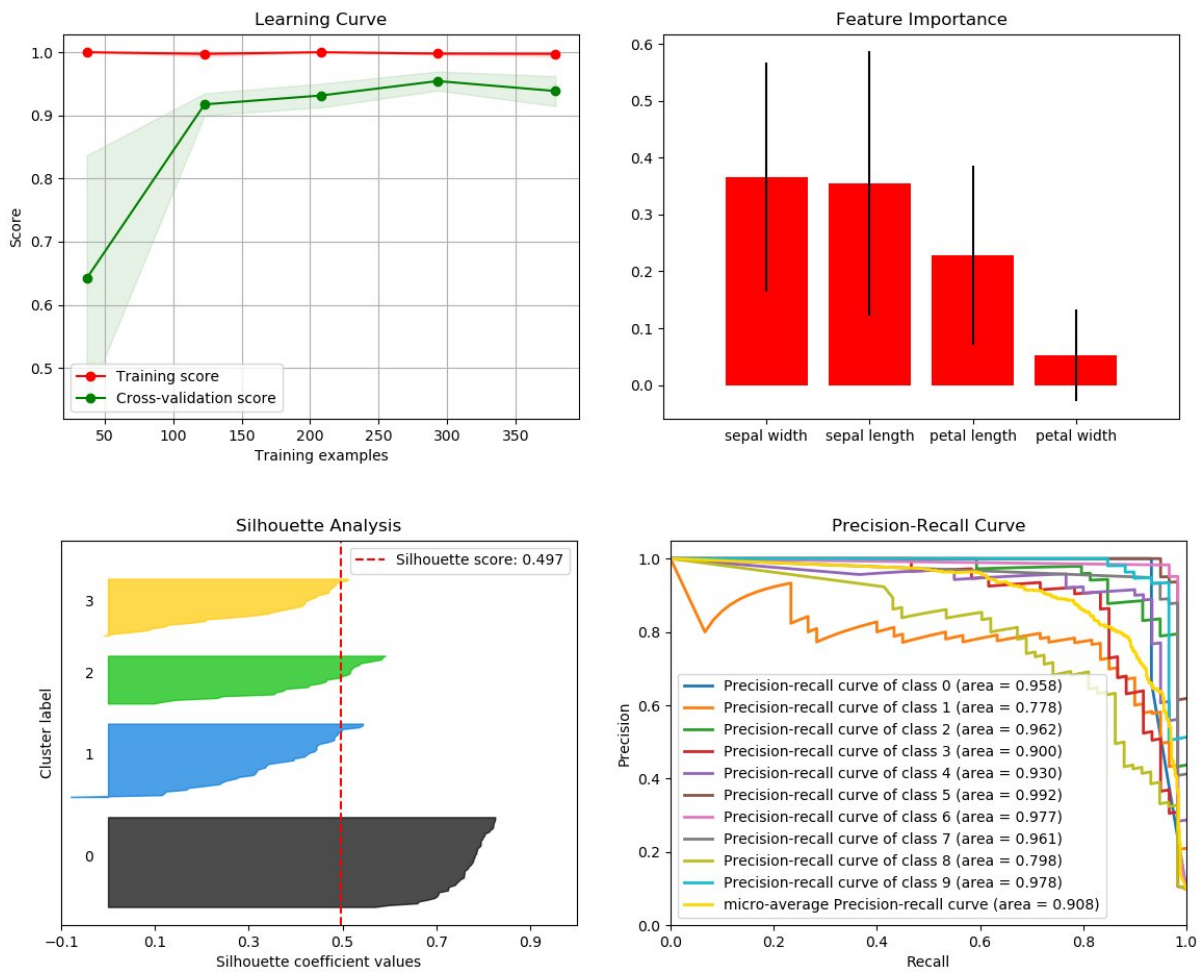 Learning Curve
1.0
0.9
0.8
0.7
0.6
0.5
Score
Training score
Cross-validation score
50 100 150 200 250 300 350
Training examples
Feature Importance
0.6
0.5
0.4
0.3
0.2
0.1
0.0
sepal width sepal length petal length petal width
Silhouette Analysis
Silhouette score: 0.497
3
2
1
0
Cluster label
−0.1 0.1 0.3 0.5 0.7 0.9
Silhouette coefficient values
Precision-Recall Curve
1.0
0.8
0.6
0.4
0.2
0.0
Precision
Precision-recall curve of class 0 (area = 0.958)
Precision-recall curve of class 1 (area = 0.778)
Precision-recall curve of class 2 (area = 0.962)
Precision-recall curve of class 3 (area = 0.900)
Precision-recall curve of class 4 (area = 0.930)
Precision-recall curve of class 5 (area = 0.992)
Precision-recall curve of class 6 (area = 0.977)
Precision-recall curve of class 7 (area = 0.961)
Precision-recall curve of class 8 (area = 0.798)
Precision-recall curve of class 9 (area = 0.978)
micro-average Precision-recall curve (area = 0.908)
0.0 0.2 0.4 0.6 0.8 1.0
Recall